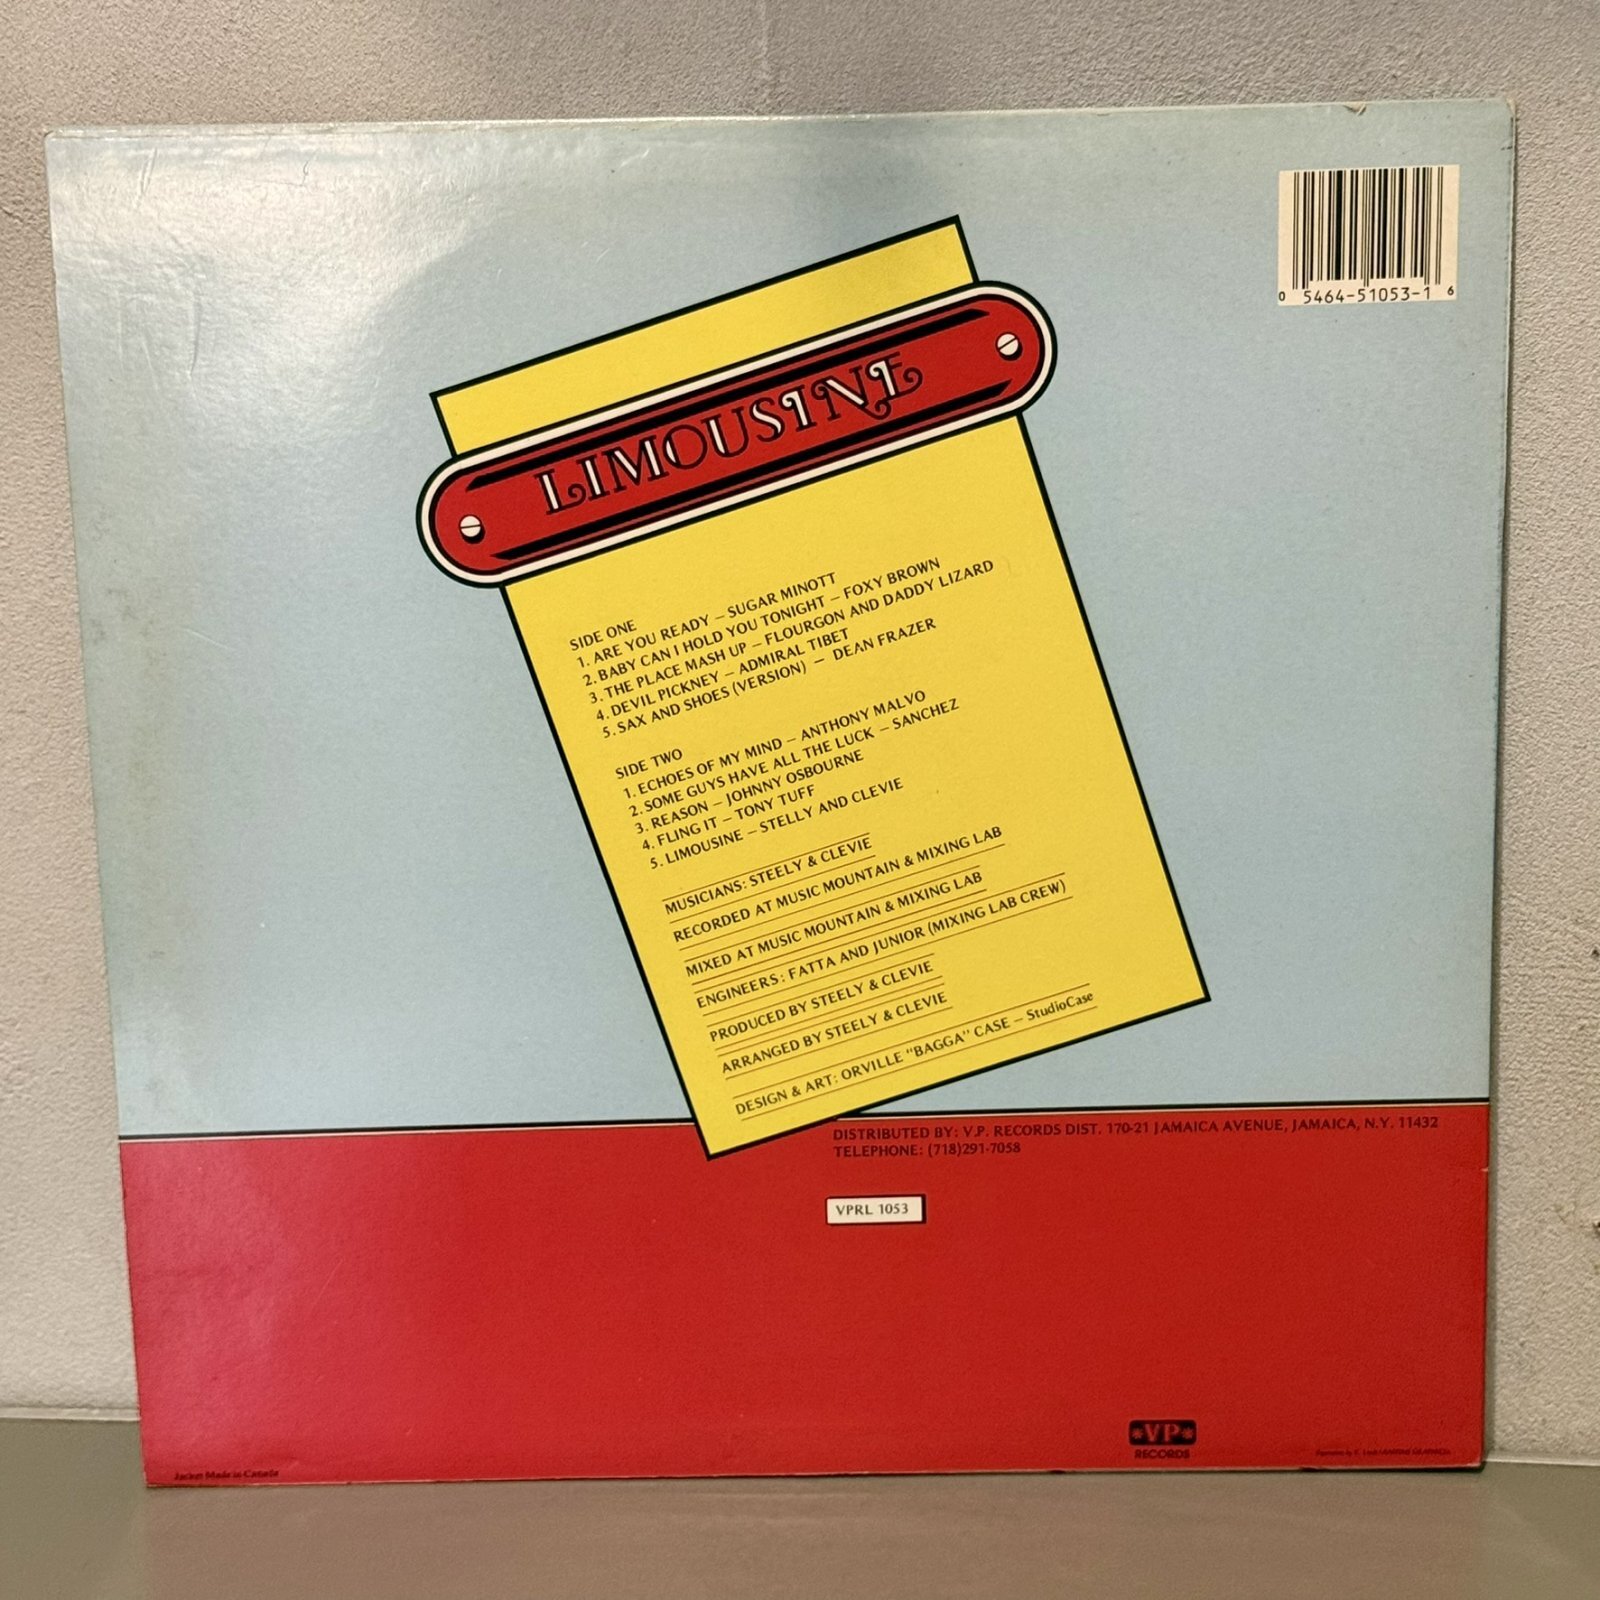 0 5464-51053-1 6
LIMOUSINE
SIDE ONE
1. ARE YOU READY – SUGAR MINOTT
2. BABY CAN I HOLD YOU TONIGHT – FOXY BROWN
3. THE PLACE MASH UP – FLOURGON AND DADDY LIZARD
4. DEVIL PICKNEY – ADMIRAL TIBET
5. SAX AND SHOES (VERSION) – DEAN FRAZER
SIDE TWO
1. ECHOES OF MY MIND – ANTHONY MALVO
2. SOME GUYS HAVE ALL THE LUCK – SANCHEZ
3. REASON – JOHNNY OSBOURNE
4. FLING IT – TONY TUFF
5. LIMOUSINE – STELLY AND CLEVIE
MUSICIANS: STEELY & CLEVIE
RECORDED AT MUSIC MOUNTAIN & MIXING LAB
MIXED AT MUSIC MOUNTAIN & MIXING LAB
ENGINEERS: FATTA AND JUNIOR (MIXING LAB CREW)
PRODUCED BY STEELY & CLEVIE
ARRANGED BY STEELY & CLEVIE
DESIGN & ART: ORVILLE "BAGGA" CASE – StudioCase
DISTRIBUTED BY: V.P. RECORDS DIST. 170-21 JAMAICA AVENUE, JAMAICA, N.Y. 11432
TELEPHONE: (718)291-7058
VPRL 1053
*VP*
RECORDS
Jacket Made in Canada